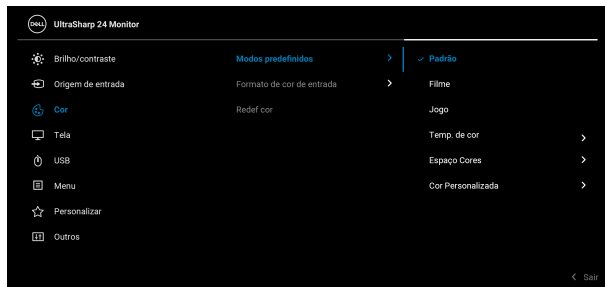 DELL UltraSharp 24 Monitor
Brilho/contraste
Origem de entrada
Cor
Tela
USB
Menu
Personalizar
Outros
Modos predefinidos
Formato de cor de entrada
Redef cor
Padrão
Filme
Jogo
Temp. de cor
Espaço Cores
Cor Personalizada
Sair